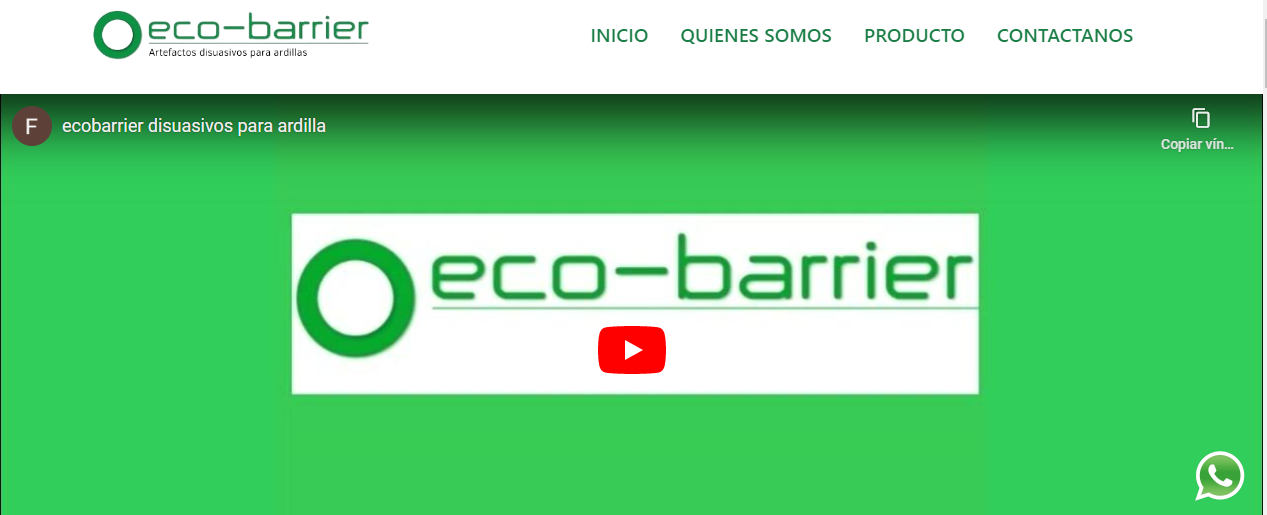 eco-barrier
Artefactos disuasivos para ardillas
INICIO QUIENES SOMOS PRODUCTO CONTACTANOS
F ecobarrier disuasivos para ardilla
Copiar vín...
eco-barrier